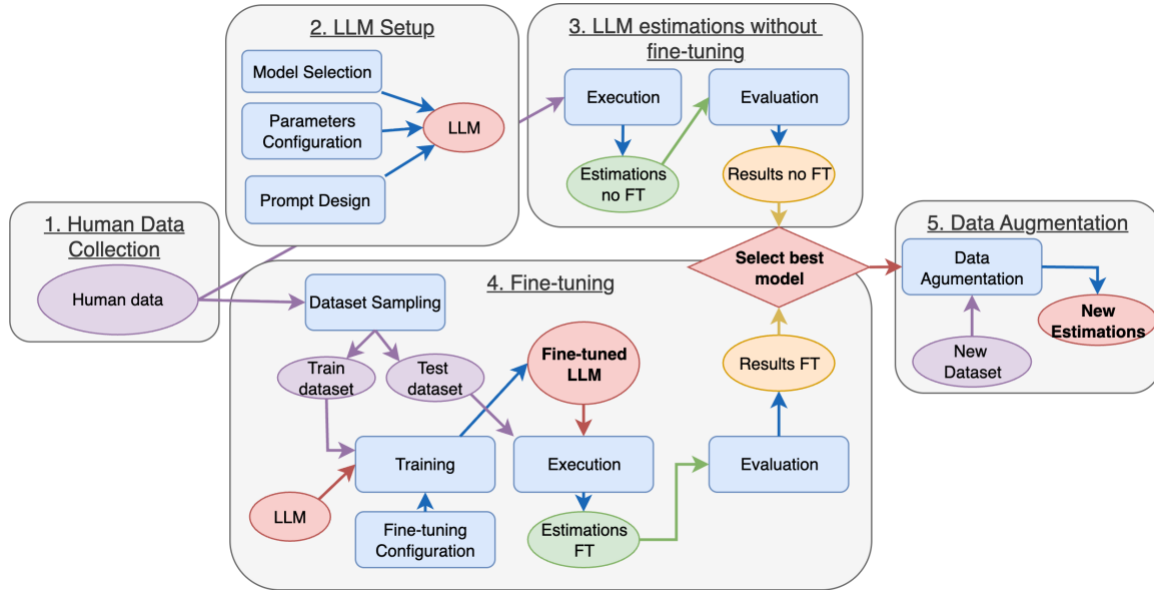 1. Human Data
Collection
Human data
2. LLM Setup
Model Selection
Parameters
Configuration
Prompt Design
LLM
3. LLM estimations without
fine-tuning
Execution
Evaluation
Estimations
no FT
Results no FT
Select best
model
4. Fine-tuning
Dataset Sampling
Train
dataset
Test
dataset
Fine-tuned
LLM
Training
Execution
Evaluation
LLM
Fine-tuning
Configuration
Estimations
FT
Results FT
5. Data Augmentation
Data
Agumentation
New
Estimations
New
Dataset